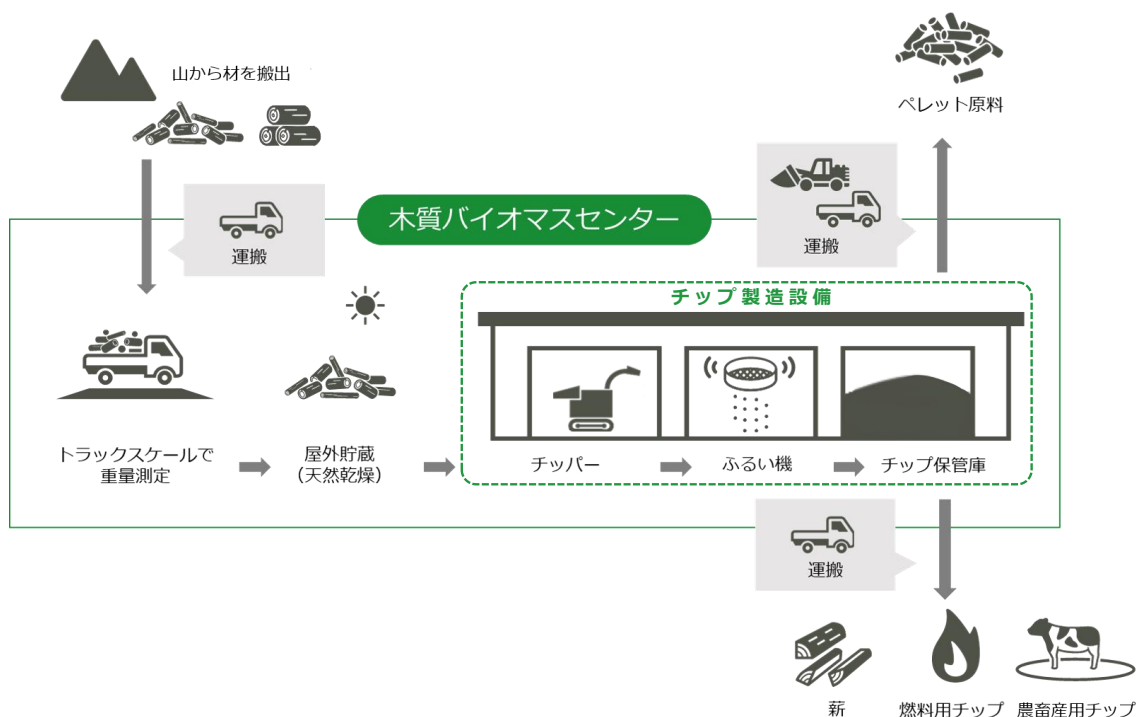 山から材を搬出
ペレット原料
運搬
木質バイオマスセンター
運搬
チップ製造設備
トラックスケールで
重量測定
屋外貯蔵
(天然乾燥)
チッパー
ふるい機
チップ保管庫
運搬
薪
燃料用チップ
農畜産用チップ